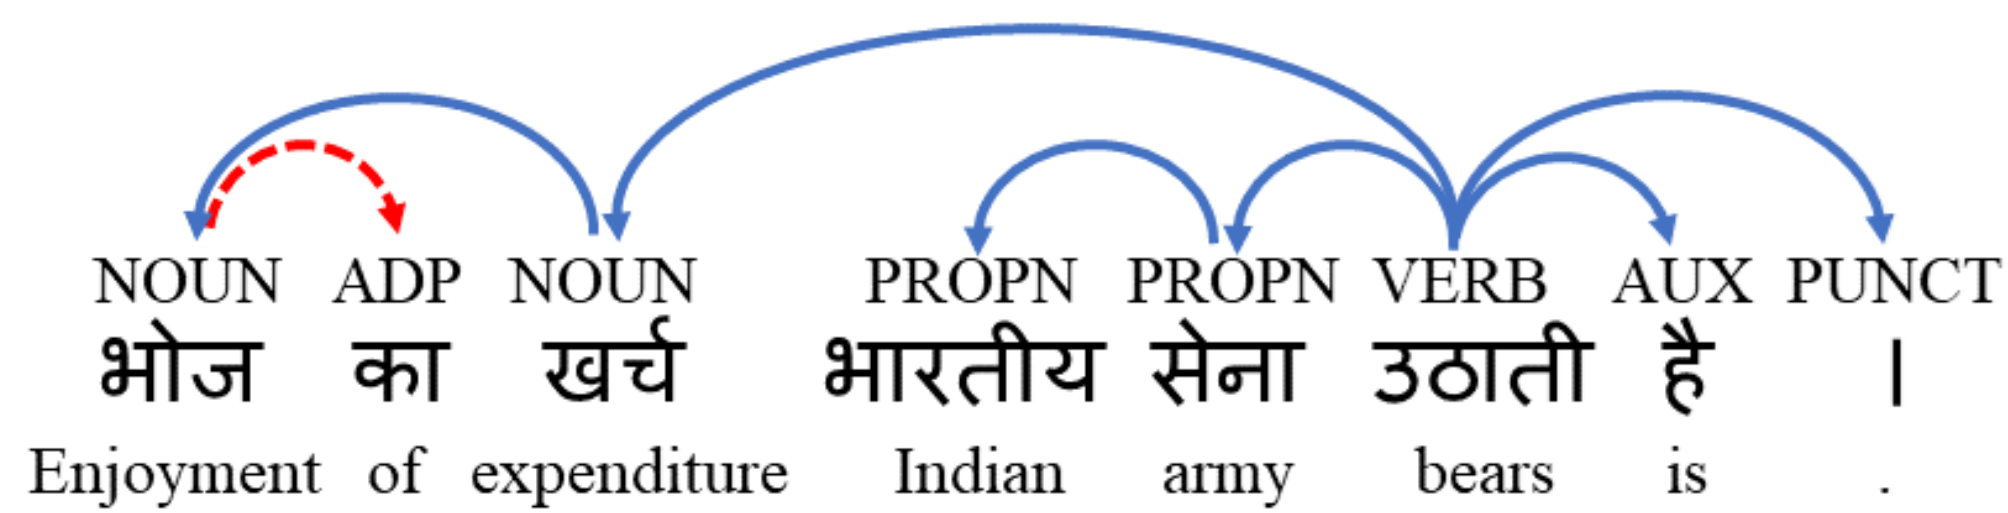 NOUN ADP NOUN PROPN PROPN VERB AUX PUNCT
भोज का खर्च भारतीय सेना उठाती है ।
Enjoyment of expenditure Indian army bears is .